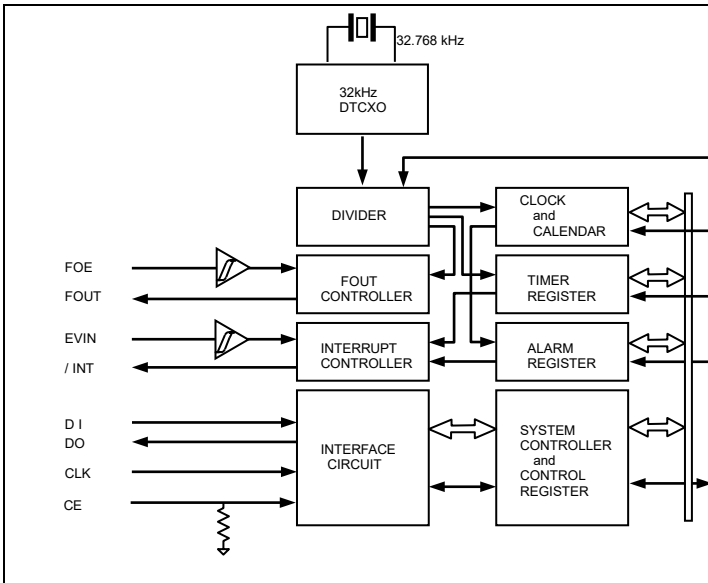 32.768 kHz
32kHz
DTCXO
DIVIDER
CLOCK
and
CALENDAR
FOE
FOUT
FOUT
CONTROLLER
TIMER
REGISTER
EVIN
/ INT
INTERRUPT
CONTROLLER
ALARM
REGISTER
D I
DO
CLK
CE
INTERFACE
CIRCUIT
SYSTEM
CONTROLLER
and
CONTROL
REGISTER